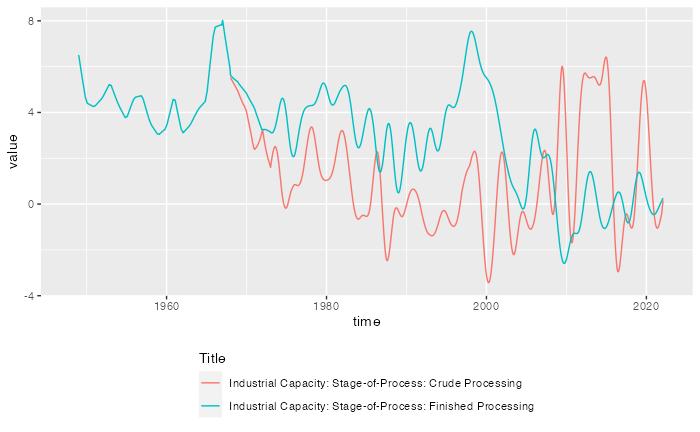 8
4
0
-4
value
1960
1980
2000
2020
time
Title
Industrial Capacity: Stage-of-Process: Crude Processing
Industrial Capacity: Stage-of-Process: Finished Processing